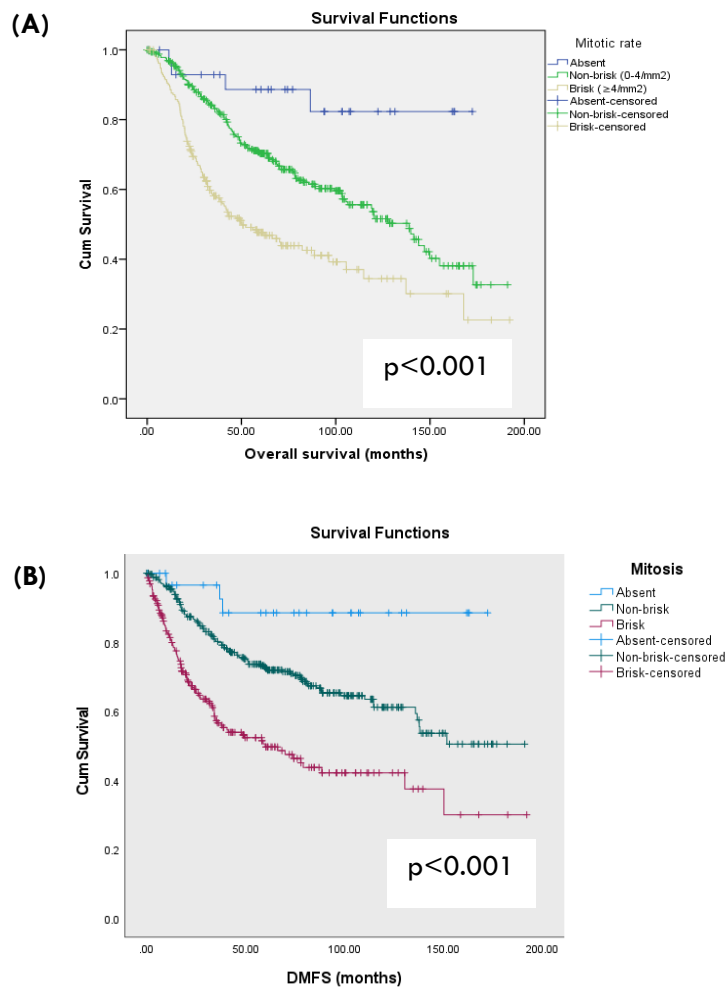 (A)
Survival Functions
Mitotic rate
Absent
Non-brisk (0-4/mm2)
Brisk (≥4/mm2)
Absent-censored
Non-brisk-censored
Brisk-censored
1.0
0.8
0.6
0.4
0.2
0.0
Cum Survival
p<0.001
.00 50.00 100.00 150.00 200.00
Overall survival (months)
(B)
Survival Functions
Mitosis
Absent
Non-brisk
Brisk
Absent-censored
Non-brisk-censored
Brisk-censored
1.0
0.8
0.6
0.4
0.2
0.0
Cum Survival
p<0.001
.00 50.00 100.00 150.00 200.00
DMFS (months)